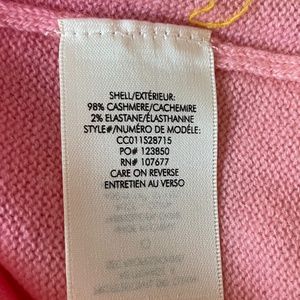 SHELL/EXTÉRIEUR:
98% CASHMERE/CACHEMIRE
2% ELASTANE/ÉLASTHANNE
STYLE#/NUMÉRO DE MODÈLE:
CC011S28715
PO# 123850
RN# 107677
CARE ON REVERSE
ENTRETIEN AU VERSO